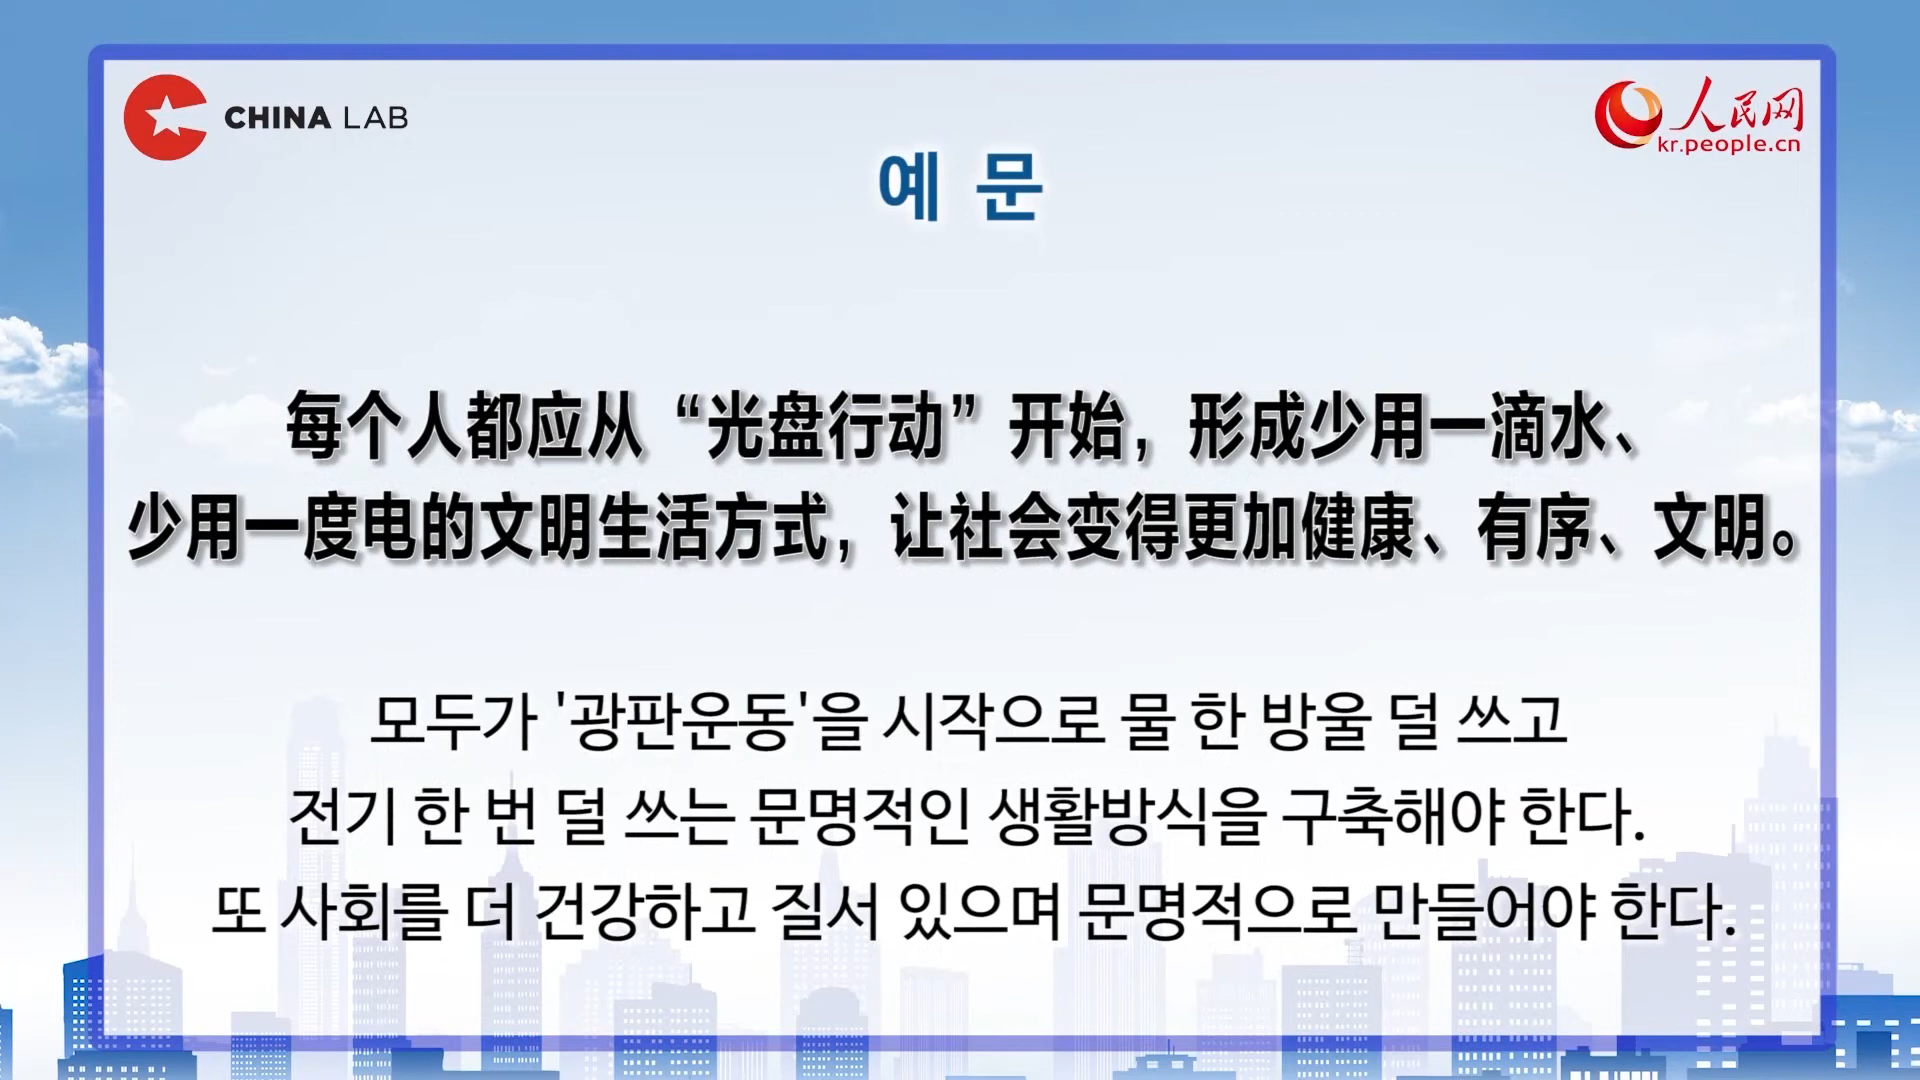 CHINA LAB
人民网
kr.people.cn
예 문
每个人都应从“光盘行动”开始，形成少用一滴水、
少用一度电的文明生活方式，让社会变得更加健康、有序、文明。
모두가 '광판운동'을 시작으로 물 한 방울 덜 쓰고
전기 한 번 덜 쓰는 문명적인 생활방식을 구축해야 한다.
또 사회를 더 건강하고 질서 있으며 문명적으로 만들어야 한다.